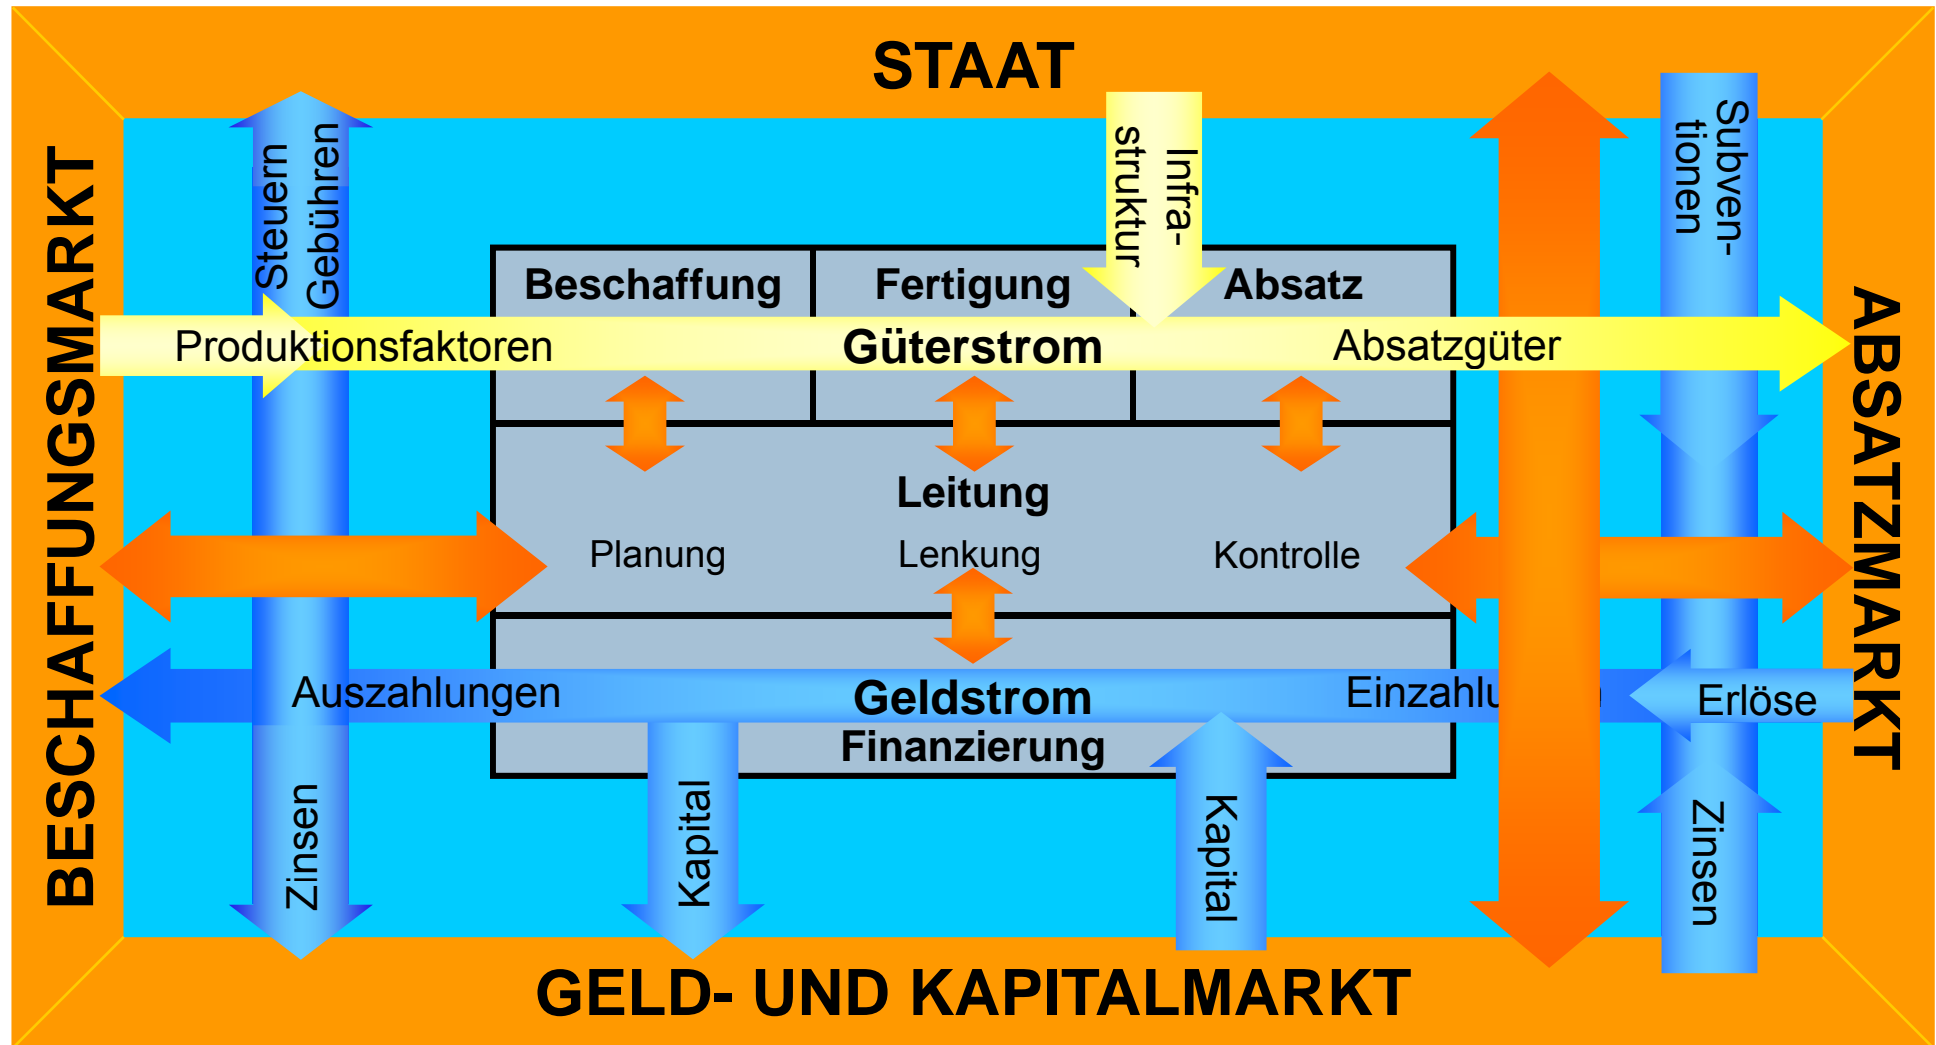 STAAT
BESCHAFFUNGSMARKT
Steuern
Gebühren
Infra-
struktur
Subven-
tionen
ABSATZMARKT
Beschaffung
Fertigung
Absatz
Produktionsfaktoren
Güterstrom
Absatzgüter
Leitung
Planung
Lenkung
Kontrolle
Auszahlungen
Geldstrom
Erlöse
Finanzierung
Zinsen
Kapital
Kapital
Zinsen
GELD- UND KAPITALMARKT